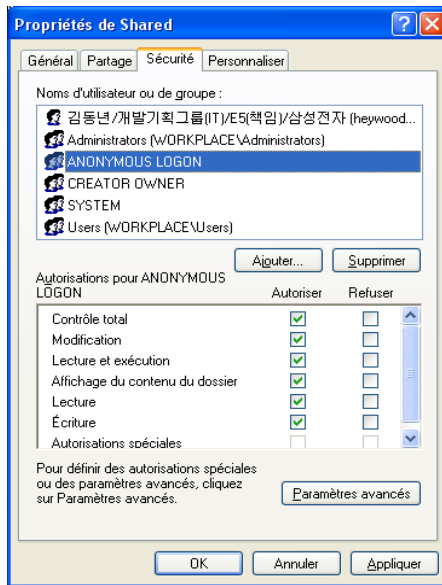 Propriétés de Shared
Général Partage Sécurité Personnaliser
Noms d'utilisateur ou de groupe :
김동년/개발기획그룹(IT)/E5(책임)/삼성전자 (heywood...
Administrators (WORKPLACE\Administrators)
ANONYMOUS LOGON
CREATOR OWNER
SYSTEM
Users (WORKPLACE\Users)
Ajouter... Supprimer
Autorisations pour ANONYMOUS
LOGON Autoriser Refuser
Contrôle total
Modification
Lecture et exécution
Affichage du contenu du dossier
Lecture
Écriture
Autorisations spéciales
Pour définir des autorisations spéciales
ou des paramètres avancés, cliquez
sur Paramètres avancés.
Paramètres avancés
OK Annuler Appliquer